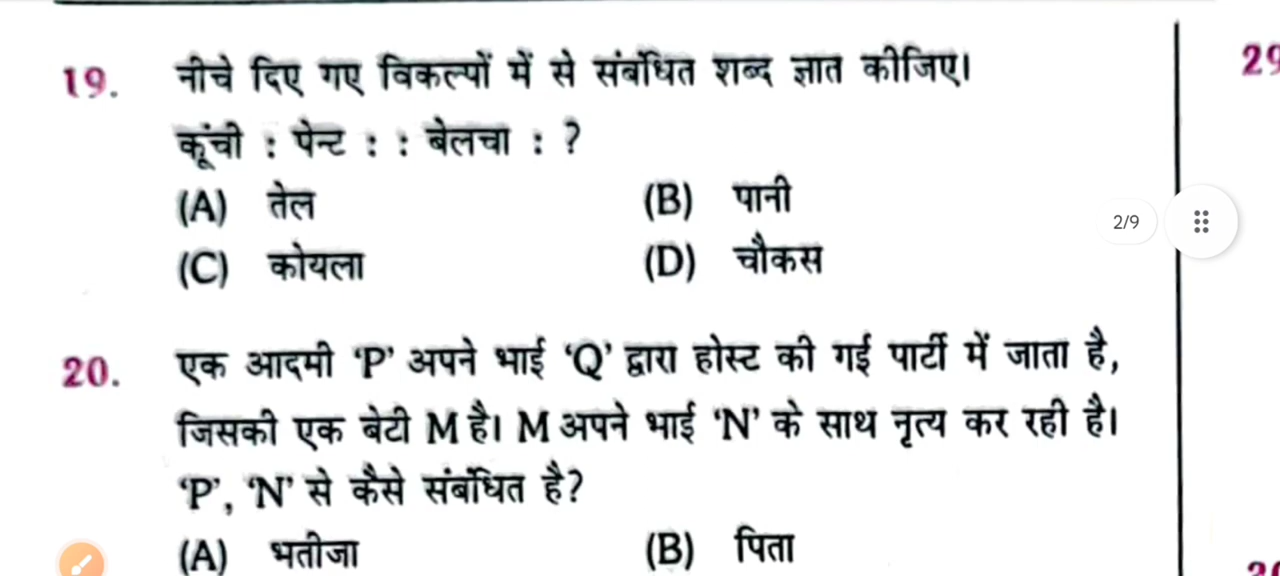 19. नीचे दिए गए विकल्पों में से संबंधित शब्द ज्ञात कीजिए।
कूंची : पेन्ट : : बेलचा : ?
(A) तेल (B) पानी
(C) कोयला (D) चौकस
2/9
20. एक आदमी 'P' अपने भाई 'Q' द्वारा होस्ट की गई पार्टी में जाता है,
जिसकी एक बेटी M है। M अपने भाई 'N' के साथ नृत्य कर रही है।
'P', 'N' से कैसे संबंधित है?
(A) भतीजा (B) पिता